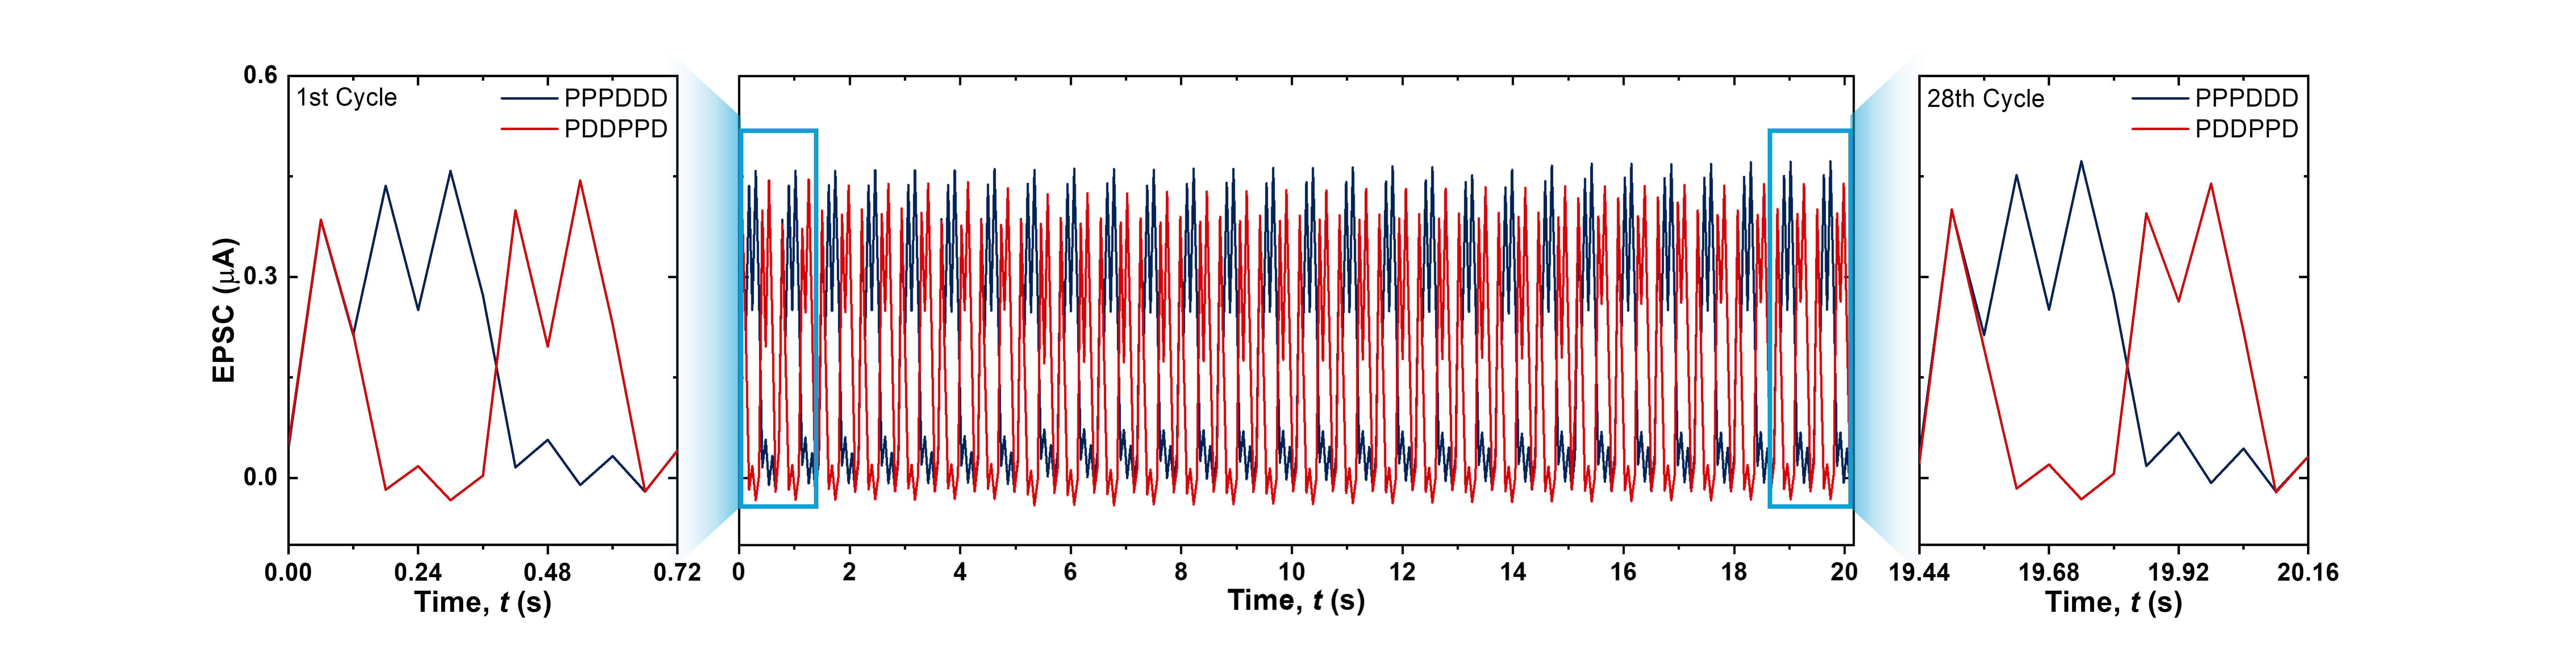 0.6
0.3
0.0
EPSC (μA)
1st Cycle
PPPDDD
PDDPPD
0.00 0.24 0.48 0.72
Time, t (s)
0 2 4 6 8 10 12 14 16 18 20
Time, t (s)
28th Cycle
PPPDDD
PDDPPD
19.44 19.68 19.92 20.16
Time, t (s)